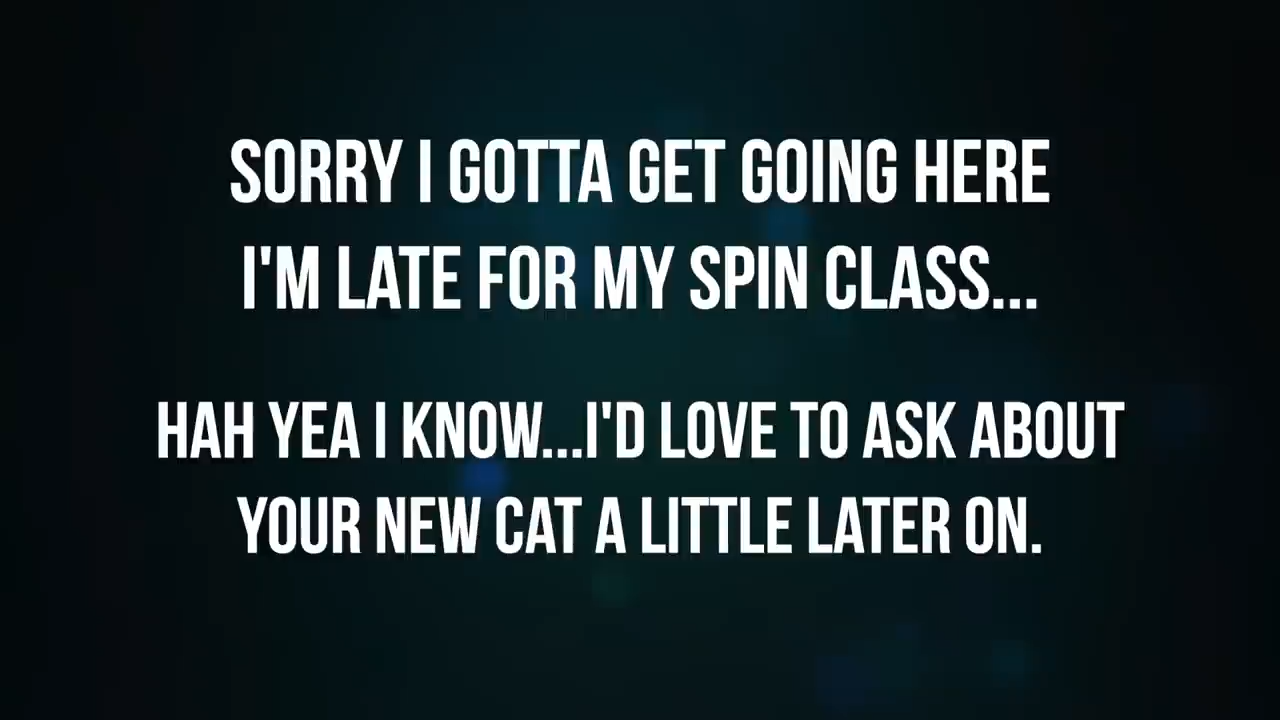 SORRY I GOTTA GET GOING HERE
I'M LATE FOR MY SPIN CLASS...
HAH YEA I KNOW...I'D LOVE TO ASK ABOUT
YOUR NEW CAT A LITTLE LATER ON.